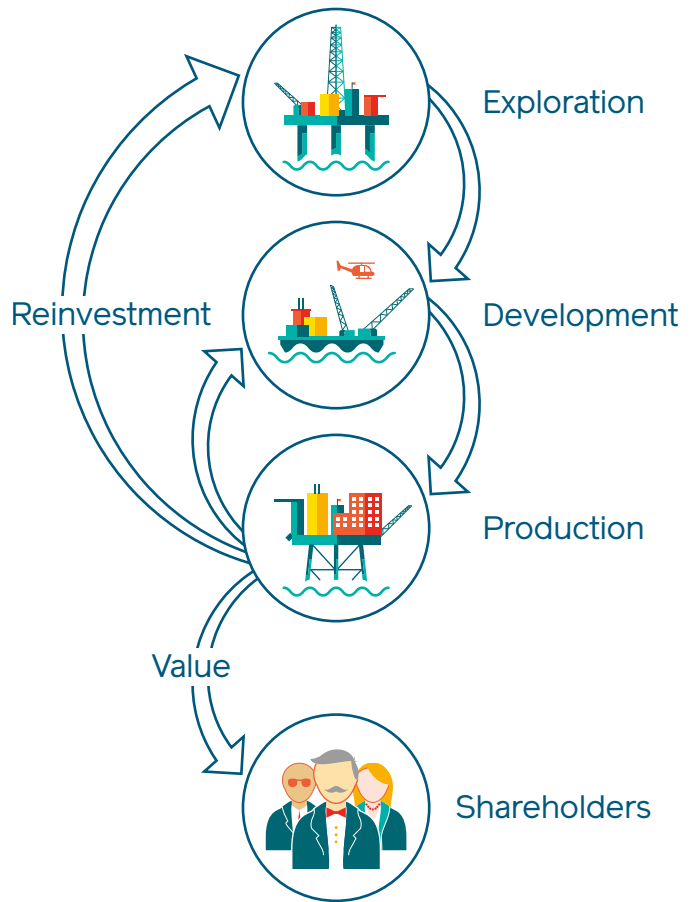 Exploration
Reinvestment
Development
Production
Value
Shareholders